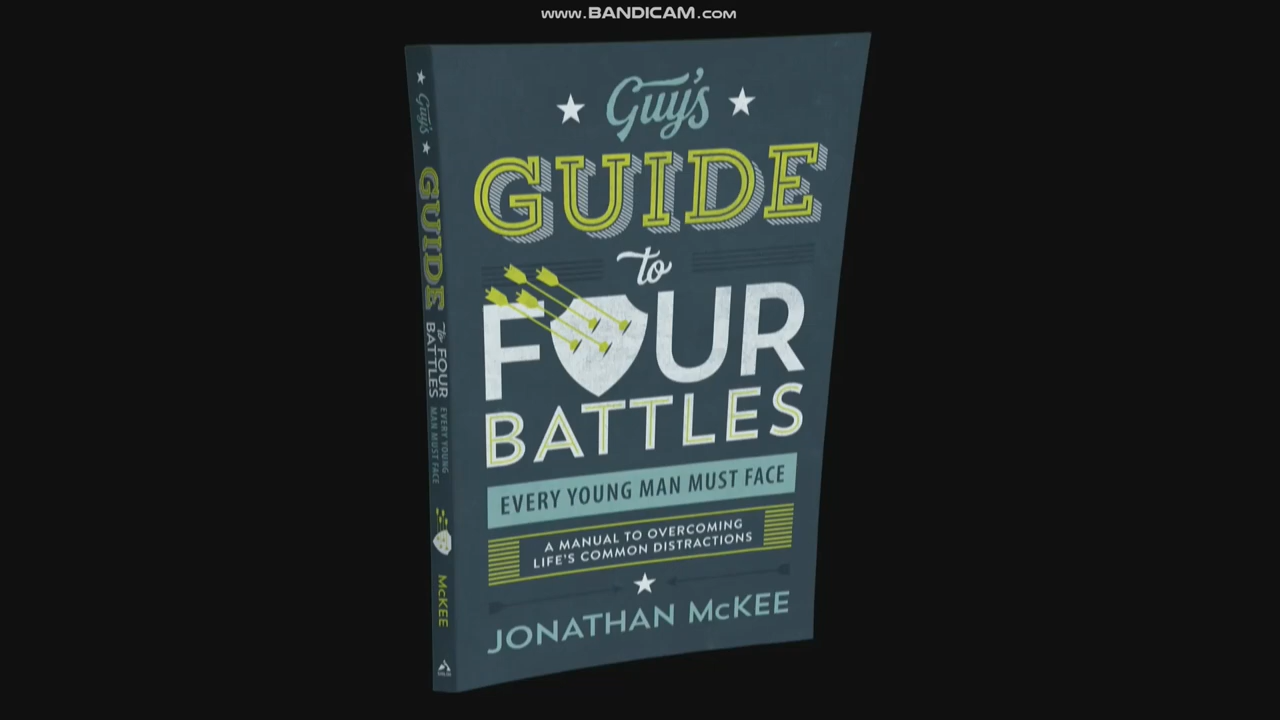 www.BANDICAM.com
Guy's
GUIDE
to
FOUR
BATTLES
EVERY YOUNG MAN MUST FACE
A MANUAL TO OVERCOMING
LIFE'S COMMON DISTRACTIONS
JONATHAN McKEE
Guy's
GUIDE
to FOUR
BATTLES
EVERY YOUNG
MAN MUST FACE
McKEE